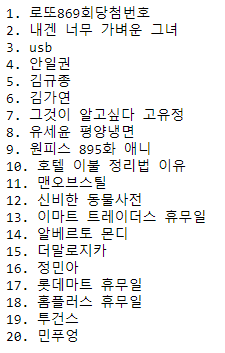 1. 로또869회당첨번호
2. 내겐 너무 가벼운 그녀
3. usb
4. 안일권
5. 김규종
6. 김가연
7. 그것이 알고싶다 고유정
8. 유세윤 평양냉면
9. 원피스 895화 애니
10. 호텔 이불 정리법 이유
11. 맨오브스틸
12. 신비한 동물사전
13. 이마트 트레이더스 휴무일
14. 알베르토 몬디
15. 더말로지카
16. 정민아
17. 롯데마트 휴무일
18. 홈플러스 휴무일
19. 투건스
20. 민푸엉